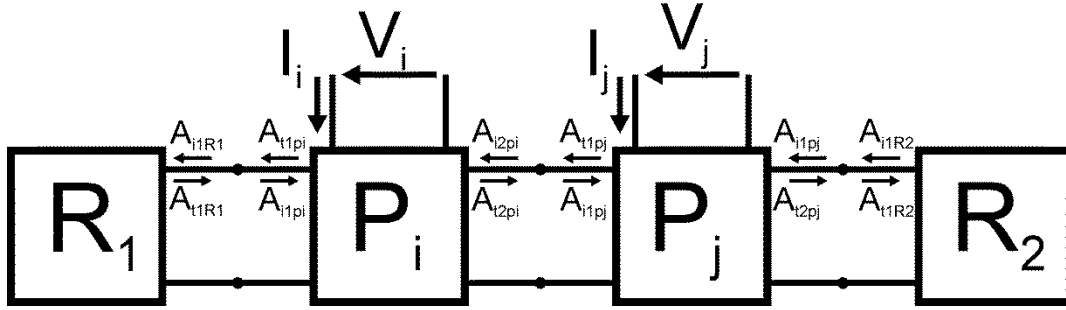 I_i V_i I_j V_j
A_i1R1 A_t1pi A_i2pi A_t1pj A_i1pj A_i1R2
A_t1R1 A_i1pi A_t2pi A_i1pj A_t2pj A_t1R2
R_1 P_i P_j R_2